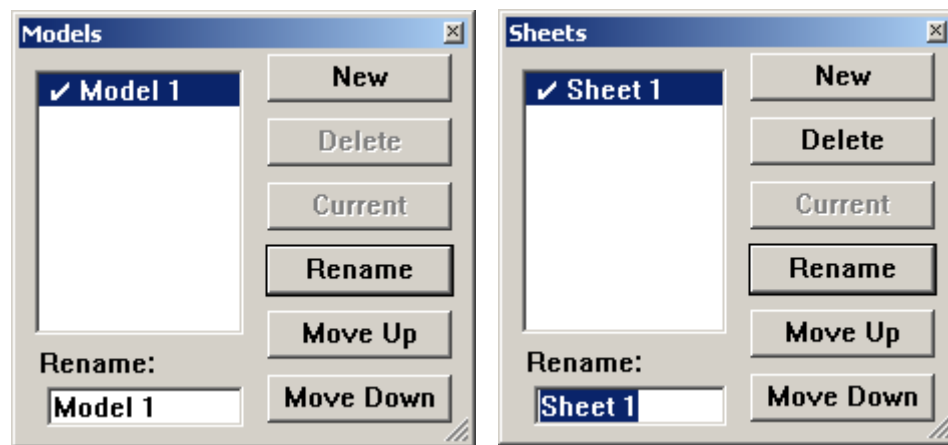 Models
✓ Model 1
New
Delete
Current
Rename
Move Up
Move Down
Rename:
Model 1
Sheets
✓ Sheet 1
New
Delete
Current
Rename
Move Up
Move Down
Rename:
Sheet 1